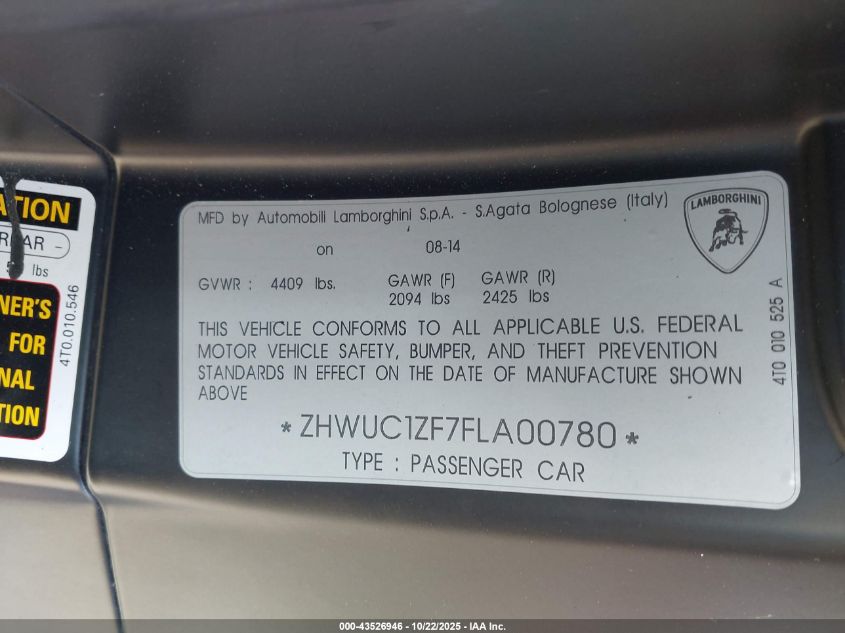 ATION
AR -
lbs
NER'S
FOR
NAL
TION
4T0.010.546
MFD by Automobili Lamborghini S.p.A. - S.Agata Bolognese (Italy)
on 08-14
LAMBORGHINI
GVWR : 4409 lbs. GAWR (F) GAWR (R)
2094 lbs 2425 lbs
THIS VEHICLE CONFORMS TO ALL APPLICABLE U.S. FEDERAL
MOTOR VEHICLE SAFETY, BUMPER, AND THEFT PREVENTION
STANDARDS IN EFFECT ON THE DATE OF MANUFACTURE SHOWN
ABOVE
* ZHWUC1ZF7FLA00780 *
TYPE : PASSENGER CAR
4T0 010 525 A
000-43526946 - 10/22/2025 - IAA Inc.